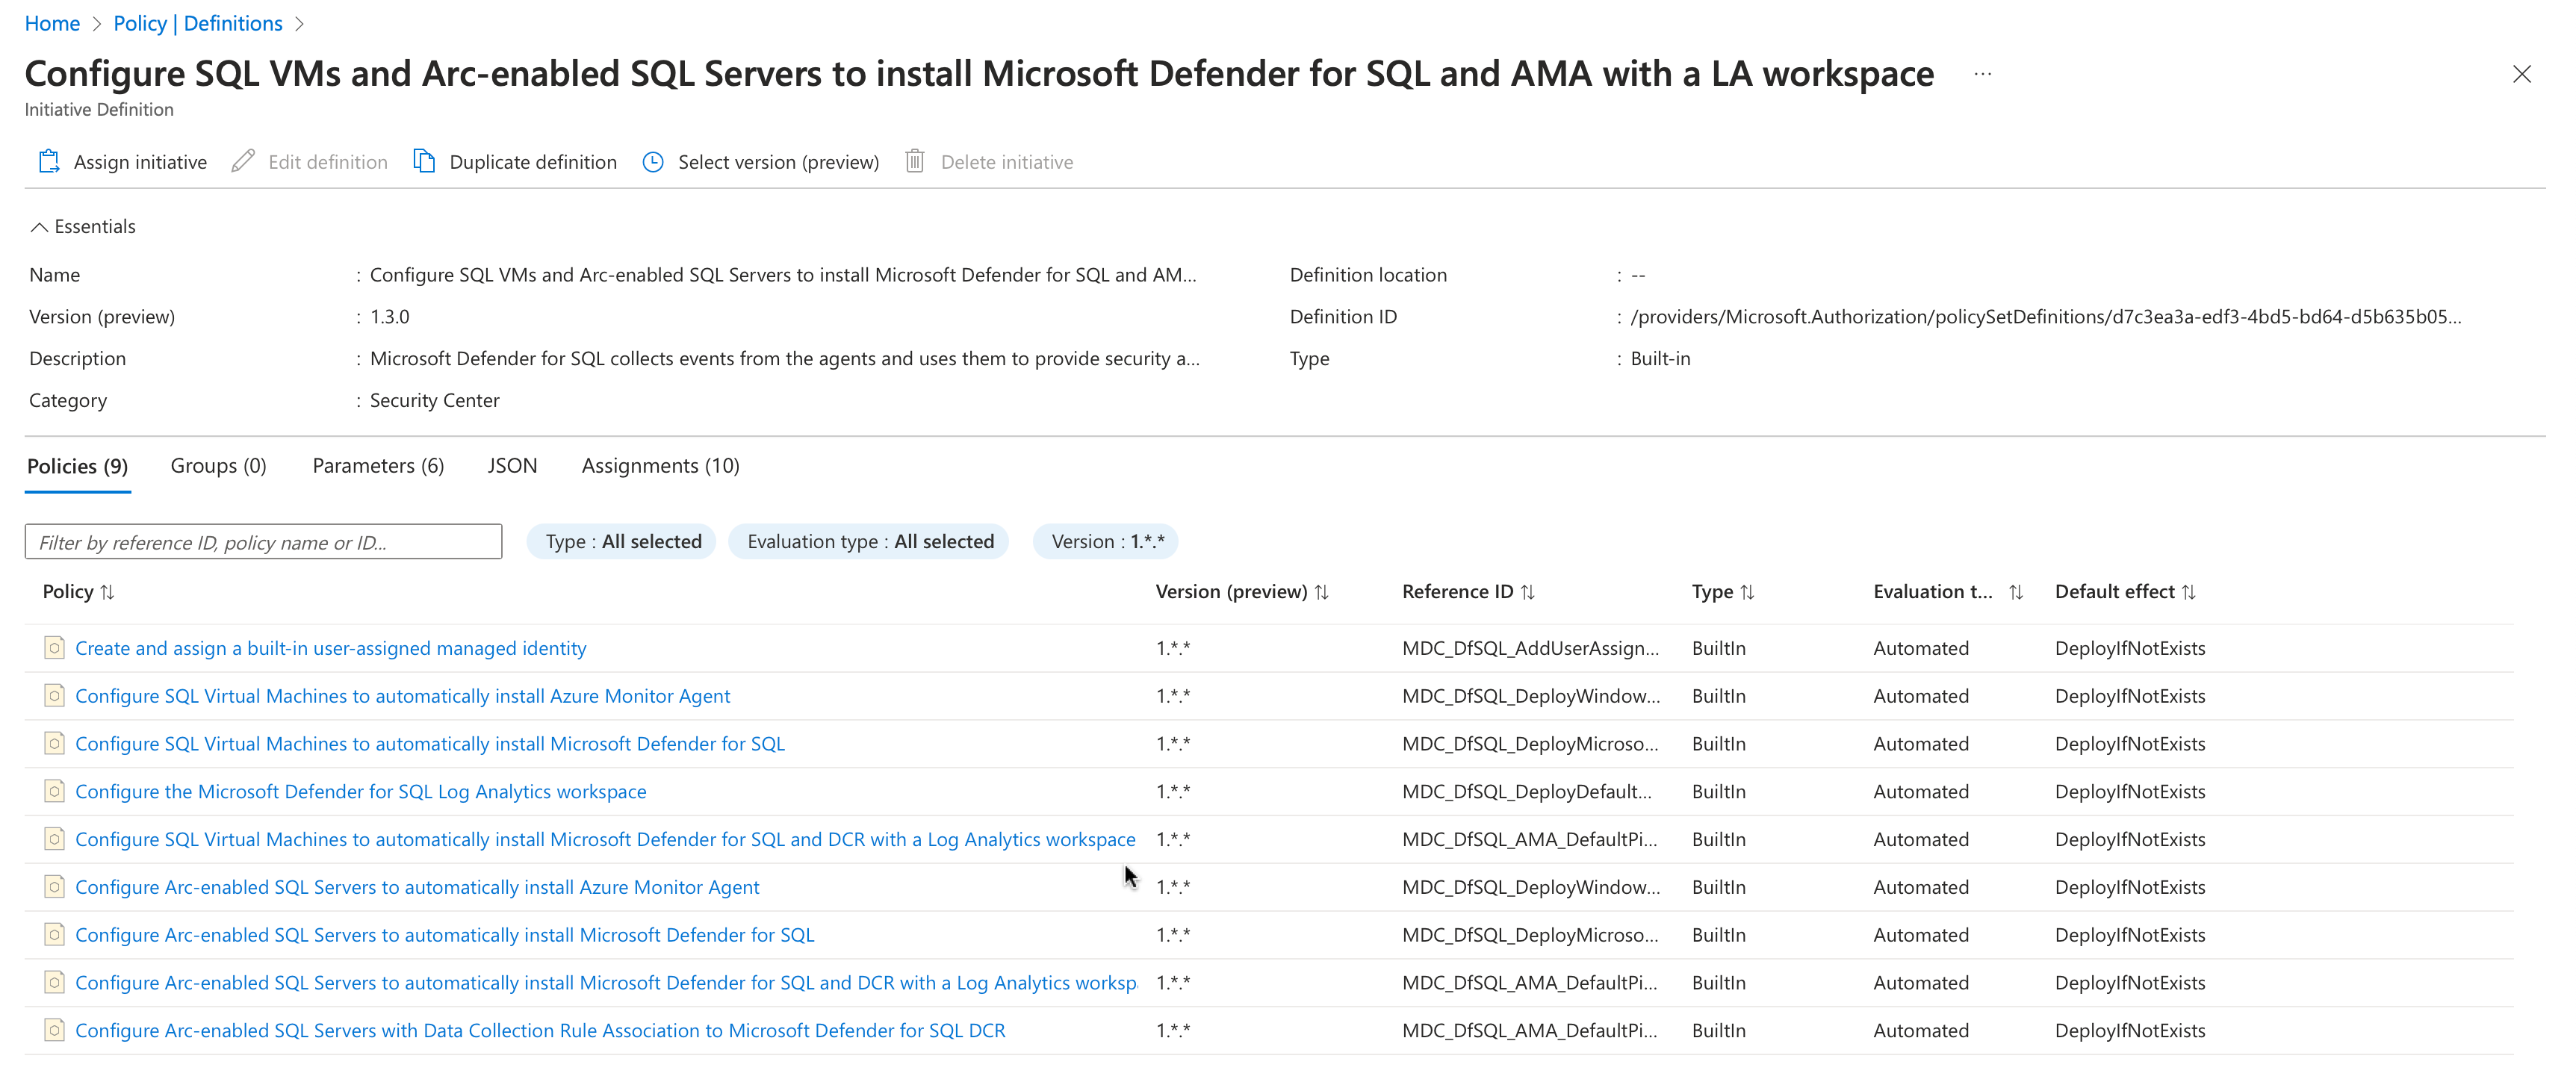 Home > Policy | Definitions >
Configure SQL VMs and Arc-enabled SQL Servers to install Microsoft Defender for SQL and AMA with a LA workspace ...
Initiative Definition
Assign initiative Edit definition Duplicate definition Select version (preview) Delete initiative
Essentials
Name : Configure SQL VMs and Arc-enabled SQL Servers to install Microsoft Defender for SQL and AM... Definition location : --
Version (preview) : 1.3.0 Definition ID : /providers/Microsoft.Authorization/policySetDefinitions/d7c3ea3a-edf3-4bd5-bd64-d5b635b05...
Description : Microsoft Defender for SQL collects events from the agents and uses them to provide security a... Type : Built-in
Category : Security Center
Policies (9) Groups (0) Parameters (6) JSON Assignments (10)
Filter by reference ID, policy name or ID... Type : All selected Evaluation type : All selected Version : 1.*.*
Policy Version (preview) Reference ID Type Evaluation t... Default effect
Create and assign a built-in user-assigned managed identity 1.*.* MDC_DfSQL_AddUserAssign... BuiltIn Automated DeployIfNotExists
Configure SQL Virtual Machines to automatically install Azure Monitor Agent 1.*.* MDC_DfSQL_DeployWindow... BuiltIn Automated DeployIfNotExists
Configure SQL Virtual Machines to automatically install Microsoft Defender for SQL 1.*.* MDC_DfSQL_DeployMicroso... BuiltIn Automated DeployIfNotExists
Configure the Microsoft Defender for SQL Log Analytics workspace 1.*.* MDC_DfSQL_DeployDefault... BuiltIn Automated DeployIfNotExists
Configure SQL Virtual Machines to automatically install Microsoft Defender for SQL and DCR with a Log Analytics workspace 1.*.* MDC_DfSQL_AMA_DefaultPi... BuiltIn Automated DeployIfNotExists
Configure Arc-enabled SQL Servers to automatically install Azure Monitor Agent 1.*.* MDC_DfSQL_DeployWindow... BuiltIn Automated DeployIfNotExists
Configure Arc-enabled SQL Servers to automatically install Microsoft Defender for SQL 1.*.* MDC_DfSQL_DeployMicroso... BuiltIn Automated DeployIfNotExists
Configure Arc-enabled SQL Servers to automatically install Microsoft Defender for SQL and DCR with a Log Analytics worksp 1.*.* MDC_DfSQL_AMA_DefaultPi... BuiltIn Automated DeployIfNotExists
Configure Arc-enabled SQL Servers with Data Collection Rule Association to Microsoft Defender for SQL DCR 1.*.* MDC_DfSQL_AMA_DefaultPi... BuiltIn Automated DeployIfNotExists